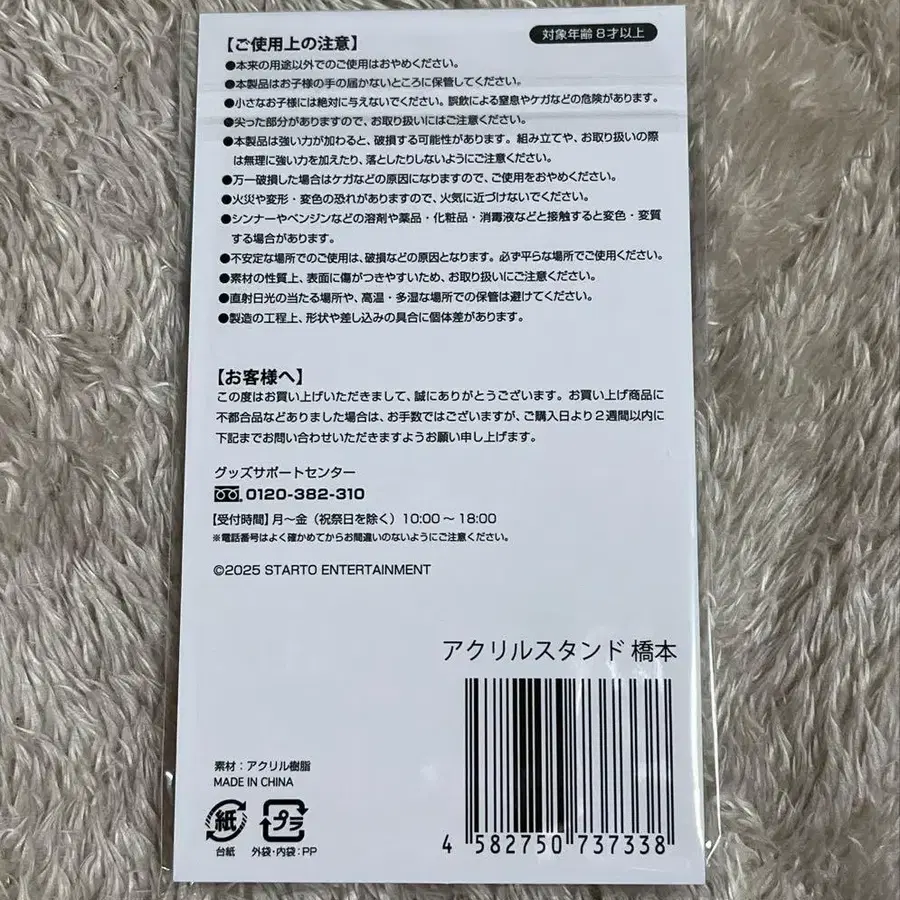 対象年齢 8才以上
【ご使用上の注意】
●本来の用途以外でのご使用はおやめください。
●本製品はお子様の手の届かないところに保管してください。
●小さなお子様には絶対に与えないでください。誤飲による窒息やケガなどの危険があります。
●尖った部分がありますので、お取り扱いにはご注意ください。
●本製品は強い力が加わると、破損する可能性があります。組み立てや、お取り扱いの際
は無理に強い力を加えたり、落としたりしないようにご注意ください。
●万一破損した場合はケガなどの原因になりますので、ご使用をおやめください。
●火災や変形・変色の恐れがありますので、火気に近づけないでください。
●シンナーやベンジンなどの溶剤や薬品・化粧品・消毒液などと接触すると変色・変質
する場合があります。
●不安定な場所でのご使用は、破損などの原因となります。必ず平らな場所でご使用ください。
●素材の性質上、表面に傷がつきやすいため、お取り扱いにご注意ください。
●直射日光の当たる場所や、高温・多湿な場所での保管は避けてください。
●製造の工程上、形状や差し込みの具合に個体差があります。
【お客様へ】
この度はお買い上げいただきまして、誠にありがとうございます。お買い上げ商品に
不都合品などありました場合は、お手数ではございますが、ご購入日より2週間以内に
下記までお問い合わせいただきますようお願い申し上げます。
グッズサポートセンター
0120-382-310
【受付時間】月～金（祝祭日を除く）10:00～18:00
※電話番号はよく確かめてからお間違いのないようにご注意ください。
©2025 STARTO ENTERTAINMENT
アクリルスタンド 橋本
素材：アクリル樹脂
MADE IN CHINA
紙 プラ
台紙 外袋・内袋：PP
4 582750 737338